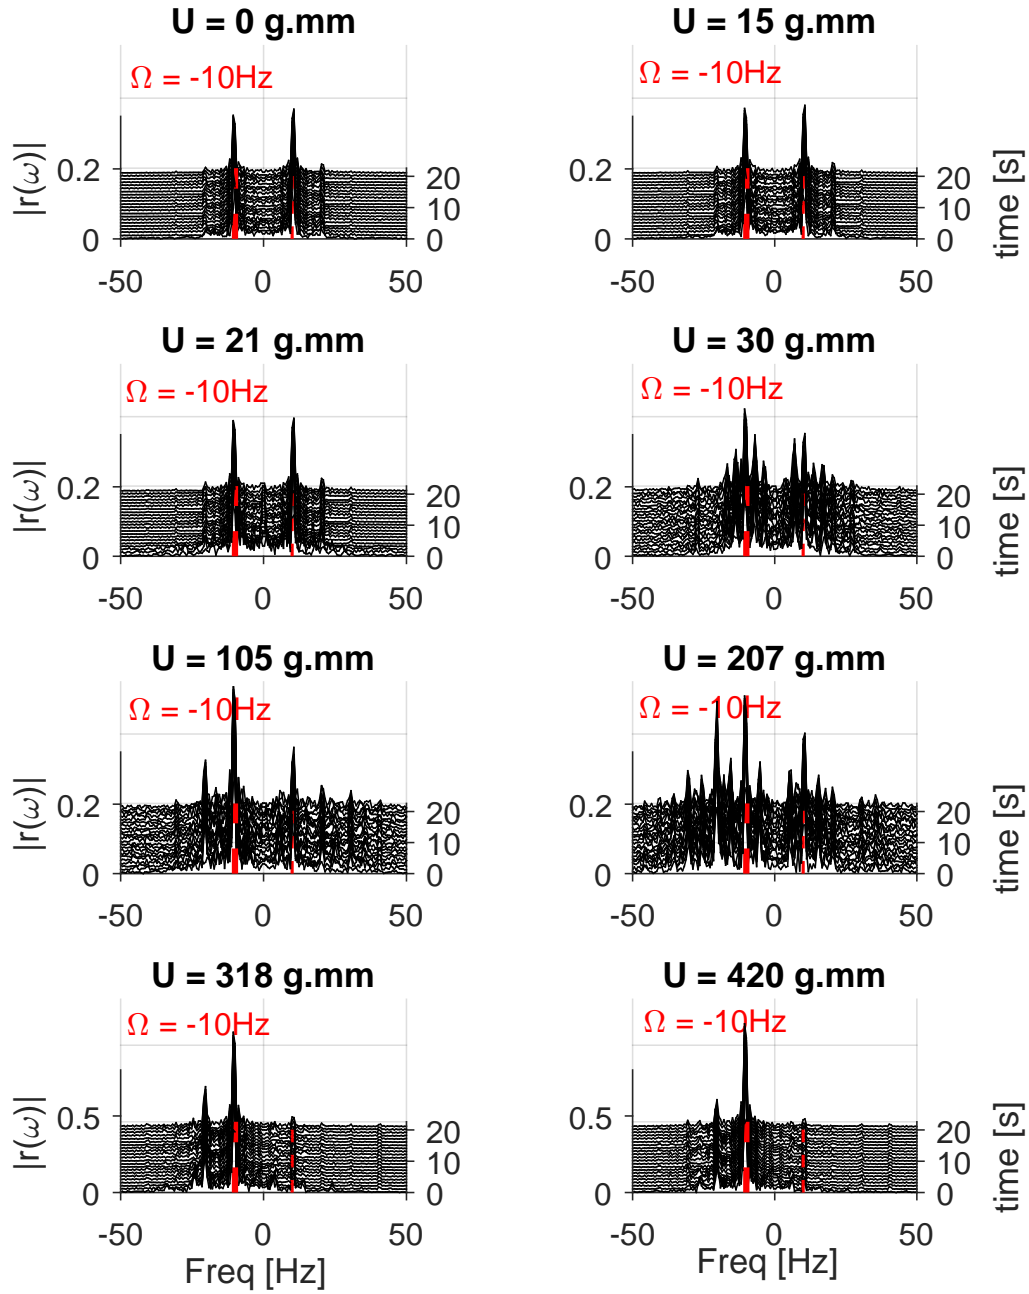 U = 0 g.mm
U = 15 g.mm
Ω = -10Hz
Ω = -10Hz
|r(ω)|
0.2
0
20
10
0
-50 0 50
0.2
0
20
10
0
time [s]
-50 0 50
U = 21 g.mm
U = 30 g.mm
Ω = -10Hz
Ω = -10Hz
|r(ω)|
0.2
0
20
10
0
-50 0 50
0.2
0
20
10
0
time [s]
-50 0 50
U = 105 g.mm
U = 207 g.mm
Ω = -10Hz
Ω = -10Hz
|r(ω)|
0.2
0
20
10
0
-50 0 50
0.2
0
20
10
0
time [s]
-50 0 50
U = 318 g.mm
U = 420 g.mm
Ω = -10Hz
Ω = -10Hz
|r(ω)|
0.5
0
20
10
0
-50 0 50
Freq [Hz]
0.5
0
20
10
0
time [s]
-50 0 50
Freq [Hz]